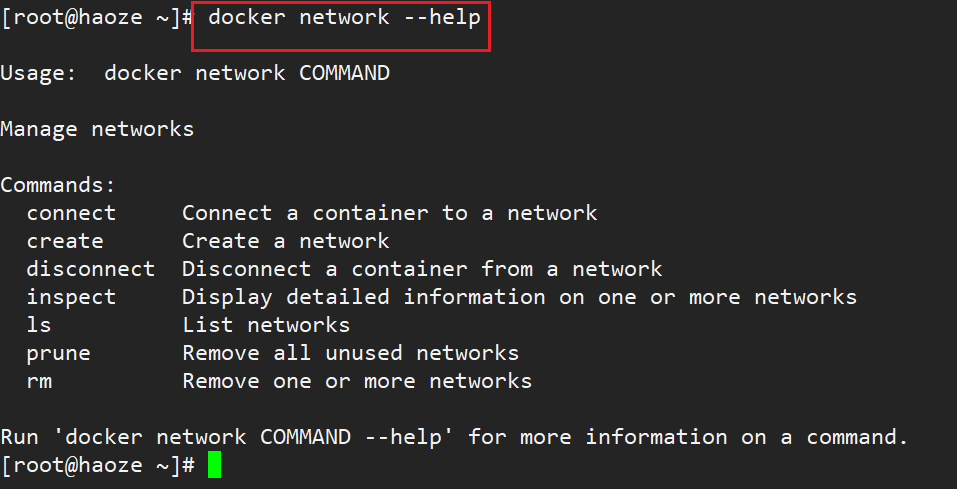 [root@haoze ~]# docker network --help
Usage:  docker network COMMAND
Manage networks
Commands:
  connect     Connect a container to a network
  create      Create a network
  disconnect  Disconnect a container from a network
  inspect     Display detailed information on one or more networks
  ls          List networks
  prune       Remove all unused networks
  rm          Remove one or more networks
Run 'docker network COMMAND --help' for more information on a command.
[root@haoze ~]#